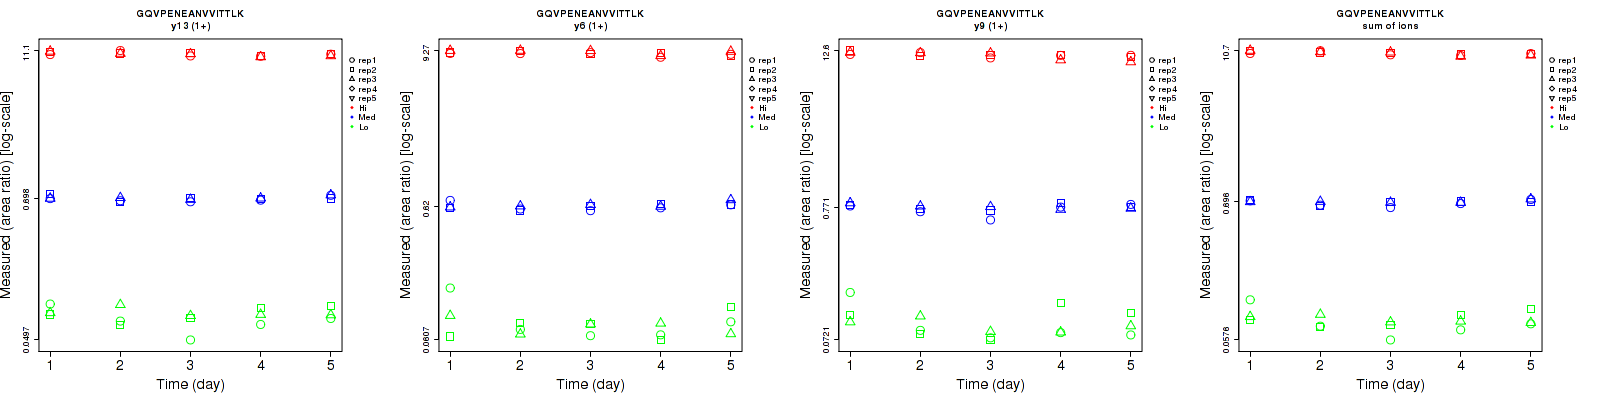 GQVPENEANVVITTLK
y13 (1+)
Measured (area ratio) [log-scale]
11.1
0.898
0.0497
1 2 3 4 5
Time (day)
rep1
rep2
rep3
rep4
rep5
Hi
Med
Lo
GQVPENEANVVITTLK
y6 (1+)
Measured (area ratio) [log-scale]
9.27
0.62
0.0607
1 2 3 4 5
Time (day)
rep1
rep2
rep3
rep4
rep5
Hi
Med
Lo
GQVPENEANVVITTLK
y9 (1+)
Measured (area ratio) [log-scale]
12.6
0.771
0.0721
1 2 3 4 5
Time (day)
rep1
rep2
rep3
rep4
rep5
Hi
Med
Lo
GQVPENEANVVITTLK
sum of ions
Measured (area ratio) [log-scale]
10.7
0.0576
1 2 3 4 5
Time (day)
rep1
rep2
rep3
rep4
rep5
Hi
Med
Lo